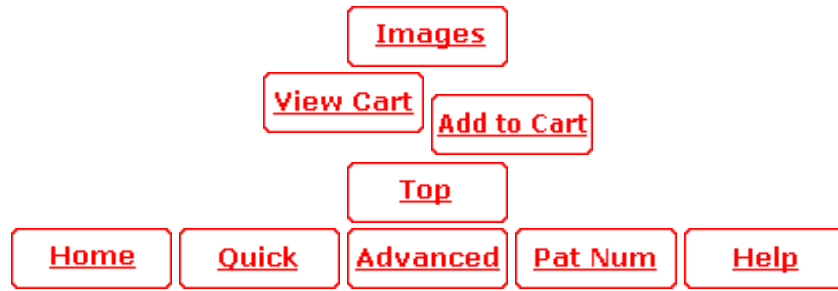 Images
View Cart
Add to Cart
Top
Home Quick Advanced Pat Num Help